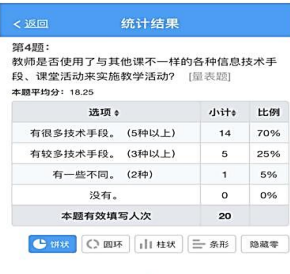 < 返回 统计结果
第4题：
教师是否使用了与其他课不一样的各种信息技术手
段、课堂活动来实施教学活动？ [量表题]
本题平均分：18.25
选项 小计 比例
有很多技术手段。（5种以上） 14 70%
有较多技术手段。（3种以上） 5 25%
有一些不同。（2种） 1 5%
没有。 0 0%
本题有效填写人次 20
饼状 圆环 柱状 条形 隐藏零